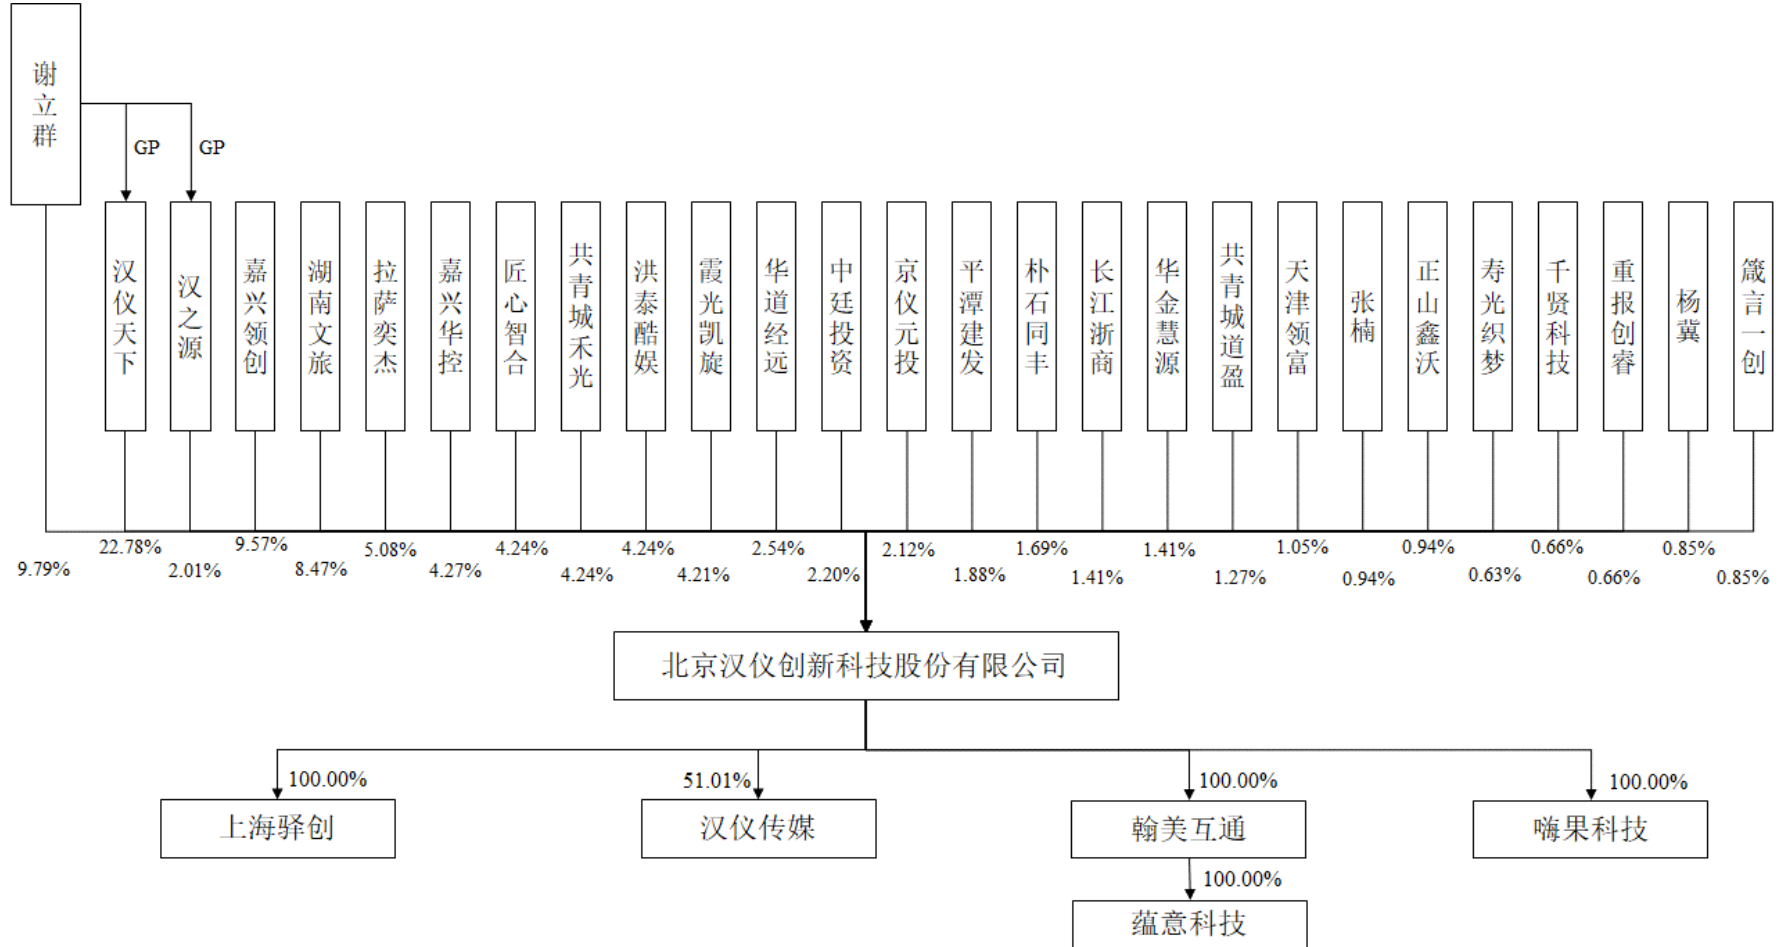 谢立群
GP
GP
汉仪天下
汉之源
嘉兴领创
湖南文旅
拉萨奕杰
嘉兴华控
匠心智合
共青城禾光
洪泰酷娱
霞光凯旋
华道经远
中廷投资
京仪元投
平潭建发
朴石同丰
长江浙商
华金慧源
共青城道盈
天津领富
张楠
正山鑫沃
寿光织梦
千贤科技
重报创睿
杨冀
箴言一创
9.79%
22.78%
2.01%
9.57%
8.47%
5.08%
4.27%
4.24%
4.24%
4.24%
4.21%
2.54%
2.20%
2.12%
1.88%
1.69%
1.41%
1.41%
1.27%
1.05%
0.94%
0.94%
0.63%
0.66%
0.66%
0.85%
0.85%
北京汉仪创新科技股份有限公司
100.00%
51.01%
100.00%
100.00%
上海驿创
汉仪传媒
翰美互通
嗨果科技
100.00%
蕴意科技